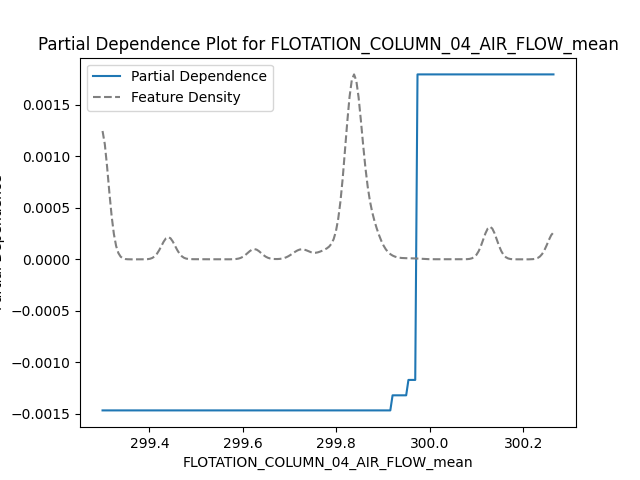 Partial Dependence Plot for FLOTATION_COLUMN_04_AIR_FLOW_mean
Partial Dependence
Feature Density
0.0015
0.0010
0.0005
0.0000
−0.0005
−0.0010
−0.0015
299.4 299.6 299.8 300.0 300.2
FLOTATION_COLUMN_04_AIR_FLOW_mean